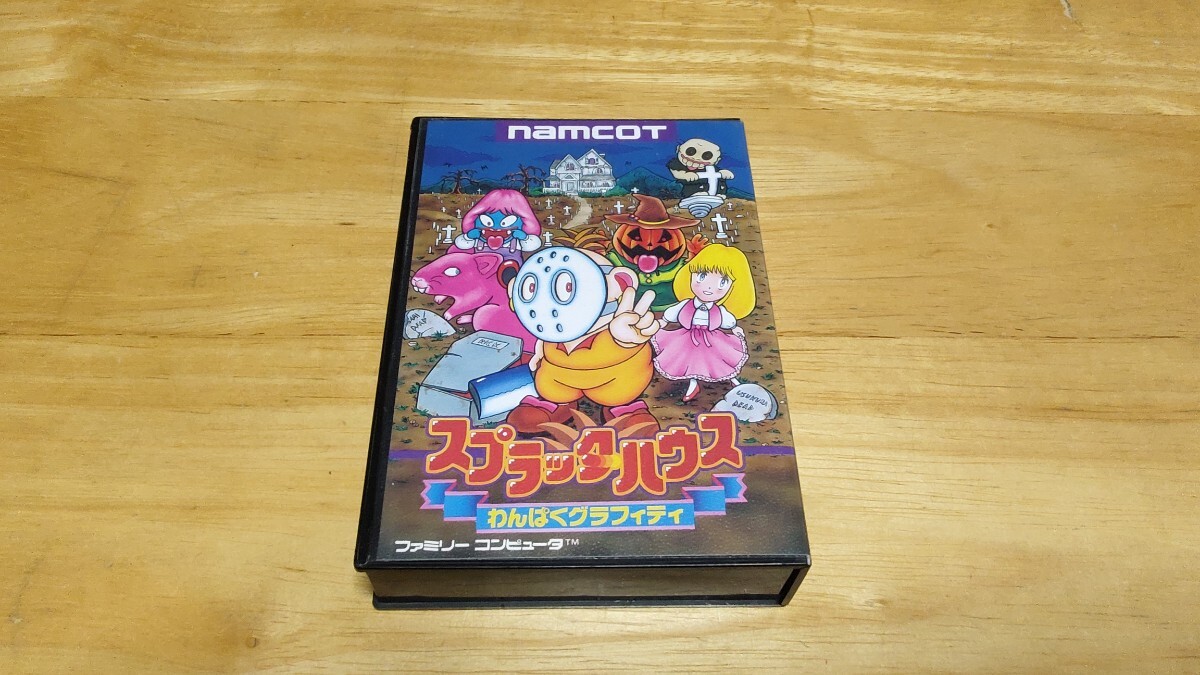 namcot
スプラッターハウス
わんぱくグラフィティ
ファミリー コンピュータ™